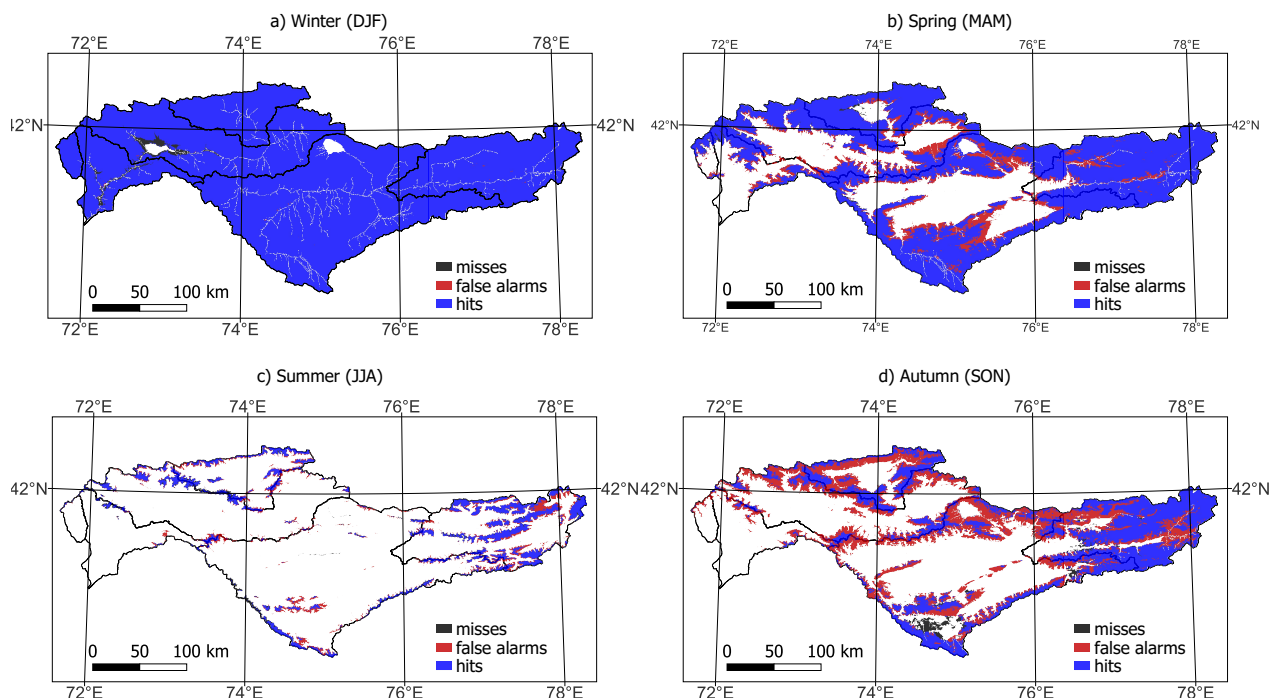 a) Winter (DJF)
72°E 74°E 76°E 78°E
42°N 42°N
misses
false alarms
hits
0 50 100 km
72°E 74°E 76°E 78°E
b) Spring (MAM)
72°E 74°E 76°E 78°E
42°N 42°N
misses
false alarms
hits
0 50 100 km
72°E 74°E 76°E 78°E
c) Summer (JJA)
72°E 74°E 76°E 78°E
42°N 42°N
misses
false alarms
hits
0 50 100 km
72°E 74°E 76°E 78°E
d) Autumn (SON)
72°E 74°E 76°E 78°E
42°N 42°N
misses
false alarms
hits
0 50 100 km
72°E 74°E 76°E 78°E